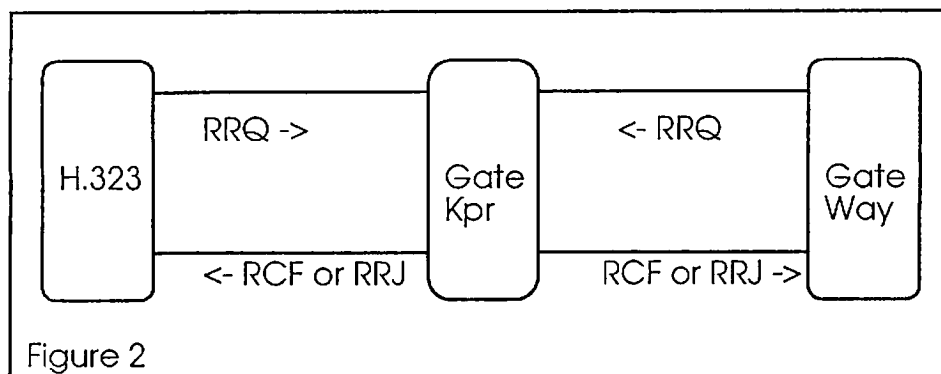 RRQ ->
<- RRQ
H.323
Gate
Kpr
Gate
Way
<- RCF or RRJ
RCF or RRJ ->
Figure 2